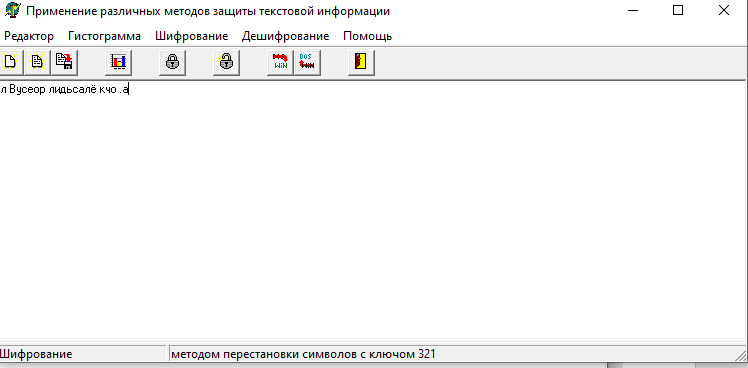 Применение различных методов защиты текстовой информации
Редактор Гистограмма Шифрование Дешифрование Помощь
WIN DOS
л Вусеор лидьсалё кчо .а
Шифрование методом перестановки символов с ключом 321